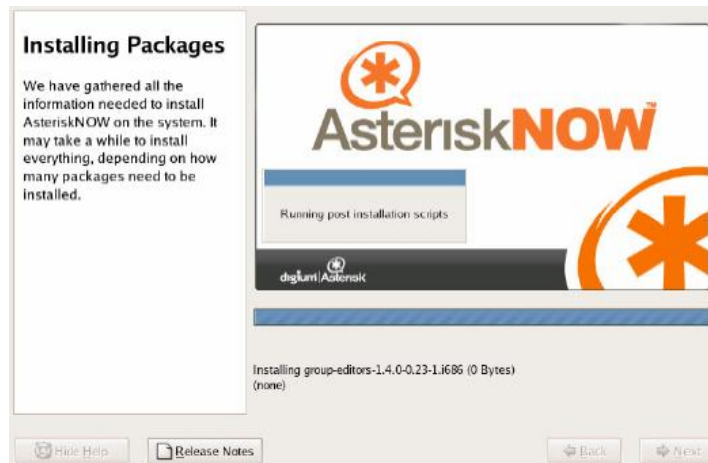 Installing Packages
We have gathered all the
information needed to install
AsteriskNOW on the system. It
may take a while to install
everything, depending on how
many packages need to be
installed.
AsteriskNOW™
Running post installation scripts
digium|Asterisk
Installing group-editors-1.4.0-0.23-1.i686 (0 Bytes)
(none)
Hide Help
Release Notes
Back
Next